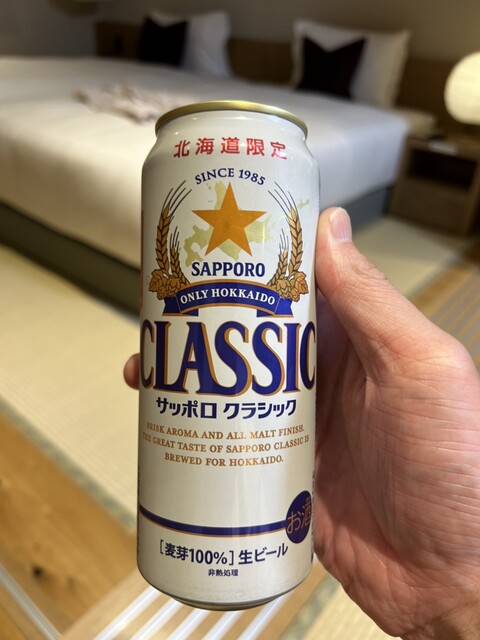 北海道限定
SINCE 1985
SAPPORO
ONLY HOKKAIDO
CLASSIC
サッポロ クラシック
BRISK AROMA AND ALL MALT FINISH.
THE GREAT TASTE OF SAPPORO CLASSIC IS
BREWED FOR HOKKAIDO.
お酒
[麦芽100%]生ビール
非熱処理